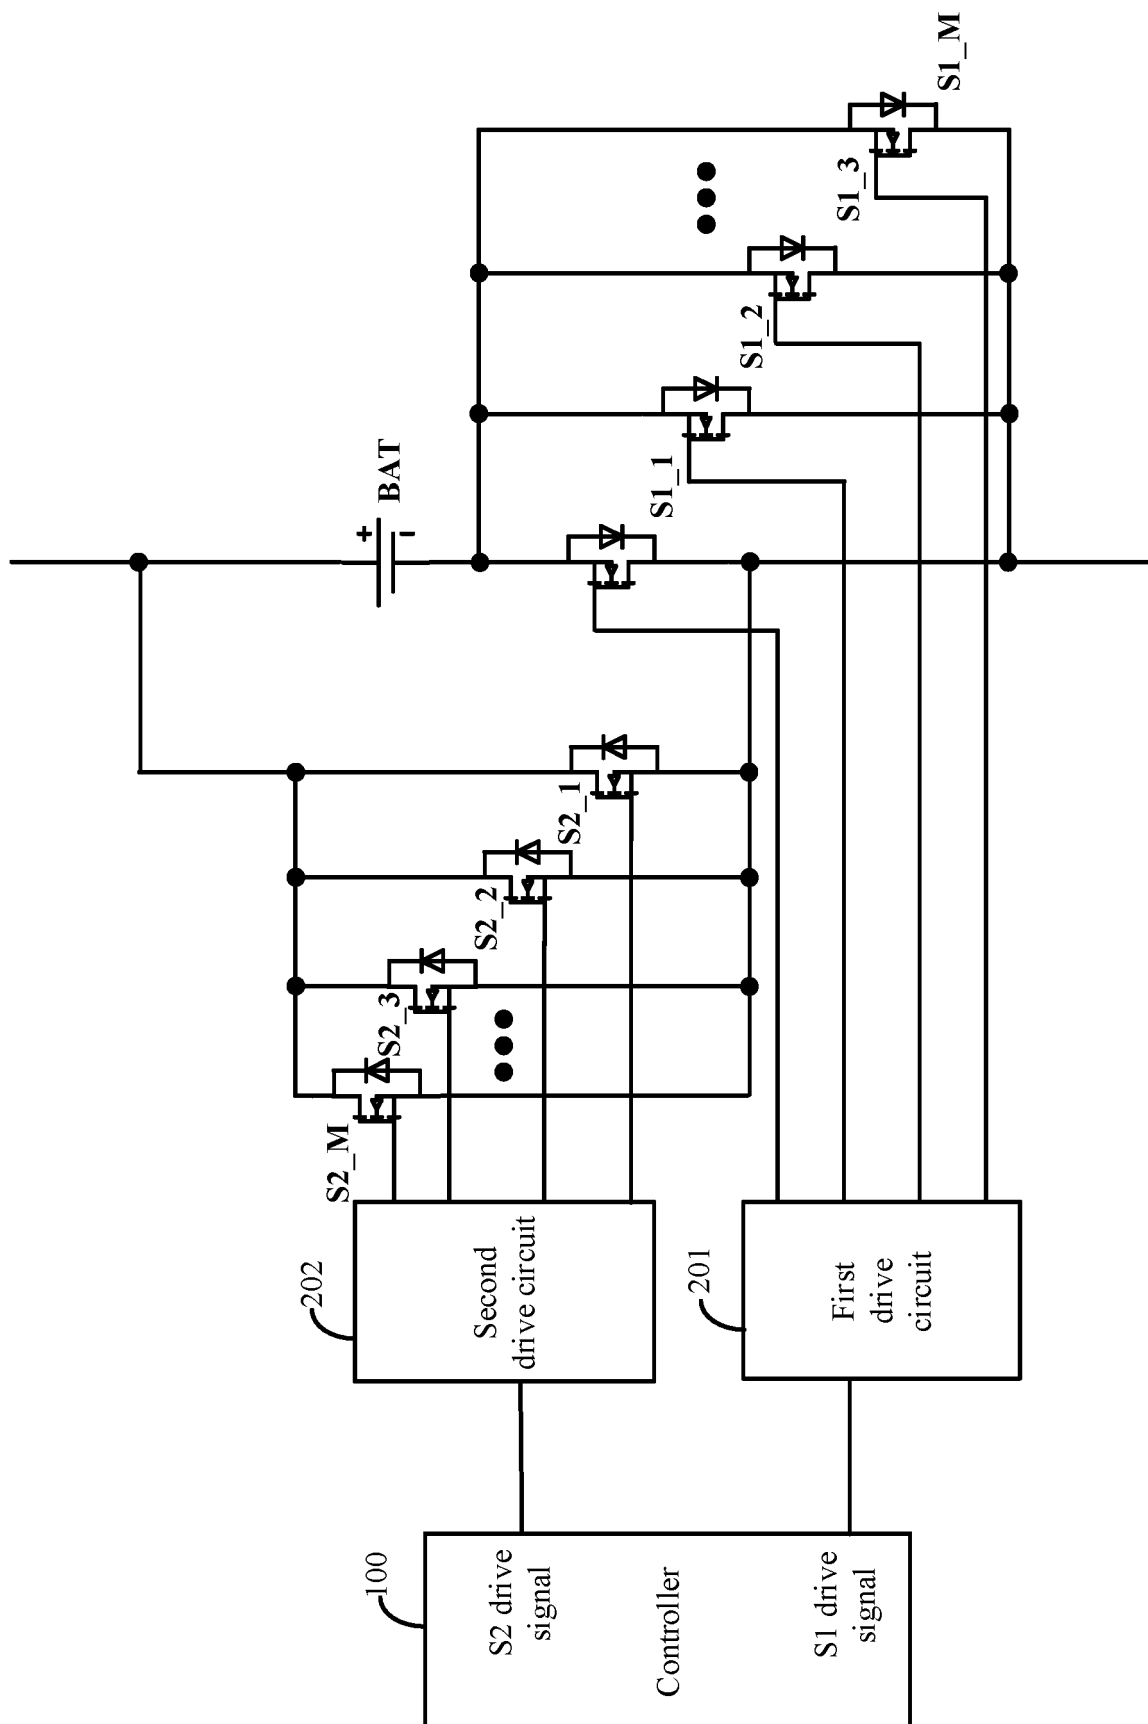 100
S2 drive
signal
Controller
S1 drive
signal
202
Second
drive circuit
201
First
drive
circuit
S2_M
S2_3
S2_2
S2_1
BAT
+
-
S1_1
S1_2
S1_3
S1_M